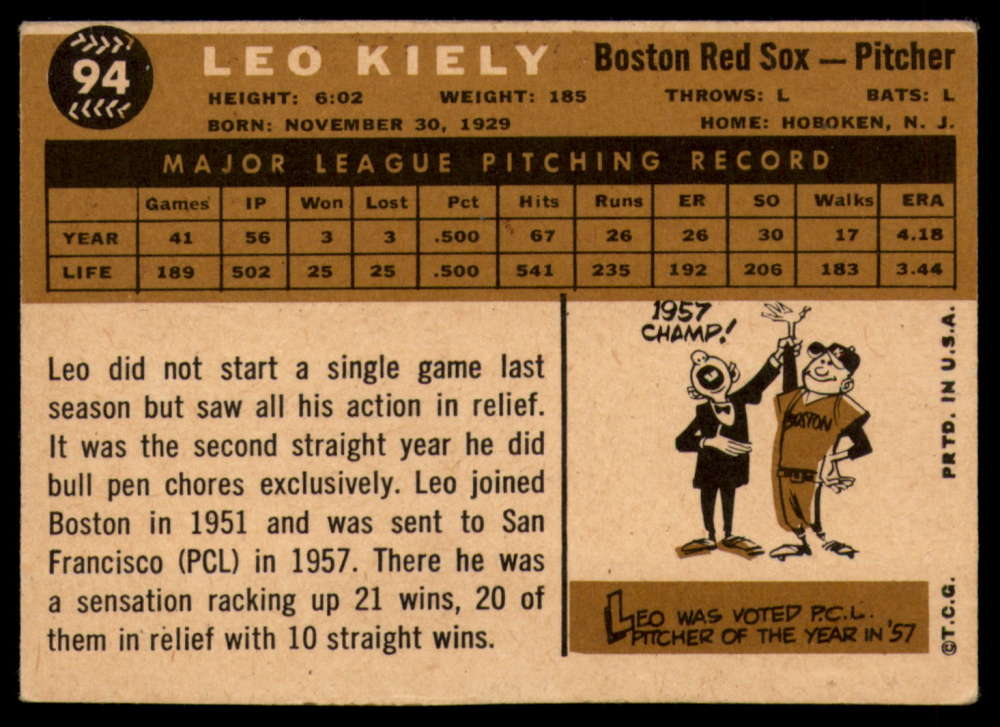 94
LEO KIELY Boston Red Sox — Pitcher
HEIGHT: 6:02 WEIGHT: 185 THROWS: L BATS: L
BORN: NOVEMBER 30, 1929 HOME: HOBOKEN, N. J.
MAJOR LEAGUE PITCHING RECORD
Games IP Won Lost Pct Hits Runs ER SO Walks ERA
YEAR 41 56 3 3 .500 67 26 26 30 17 4.18
LIFE 189 502 25 25 .500 541 235 192 206 183 3.44
Leo did not start a single game last
season but saw all his action in relief.
It was the second straight year he did
bull pen chores exclusively. Leo joined
Boston in 1951 and was sent to San
Francisco (PCL) in 1957. There he was
a sensation racking up 21 wins, 20 of
them in relief with 10 straight wins.
1957
CHAMP!
BOSTON
LEO WAS VOTED P.C.L.
PITCHER OF THE YEAR IN '57
©T.C.G. PRTD. IN U.S.A.